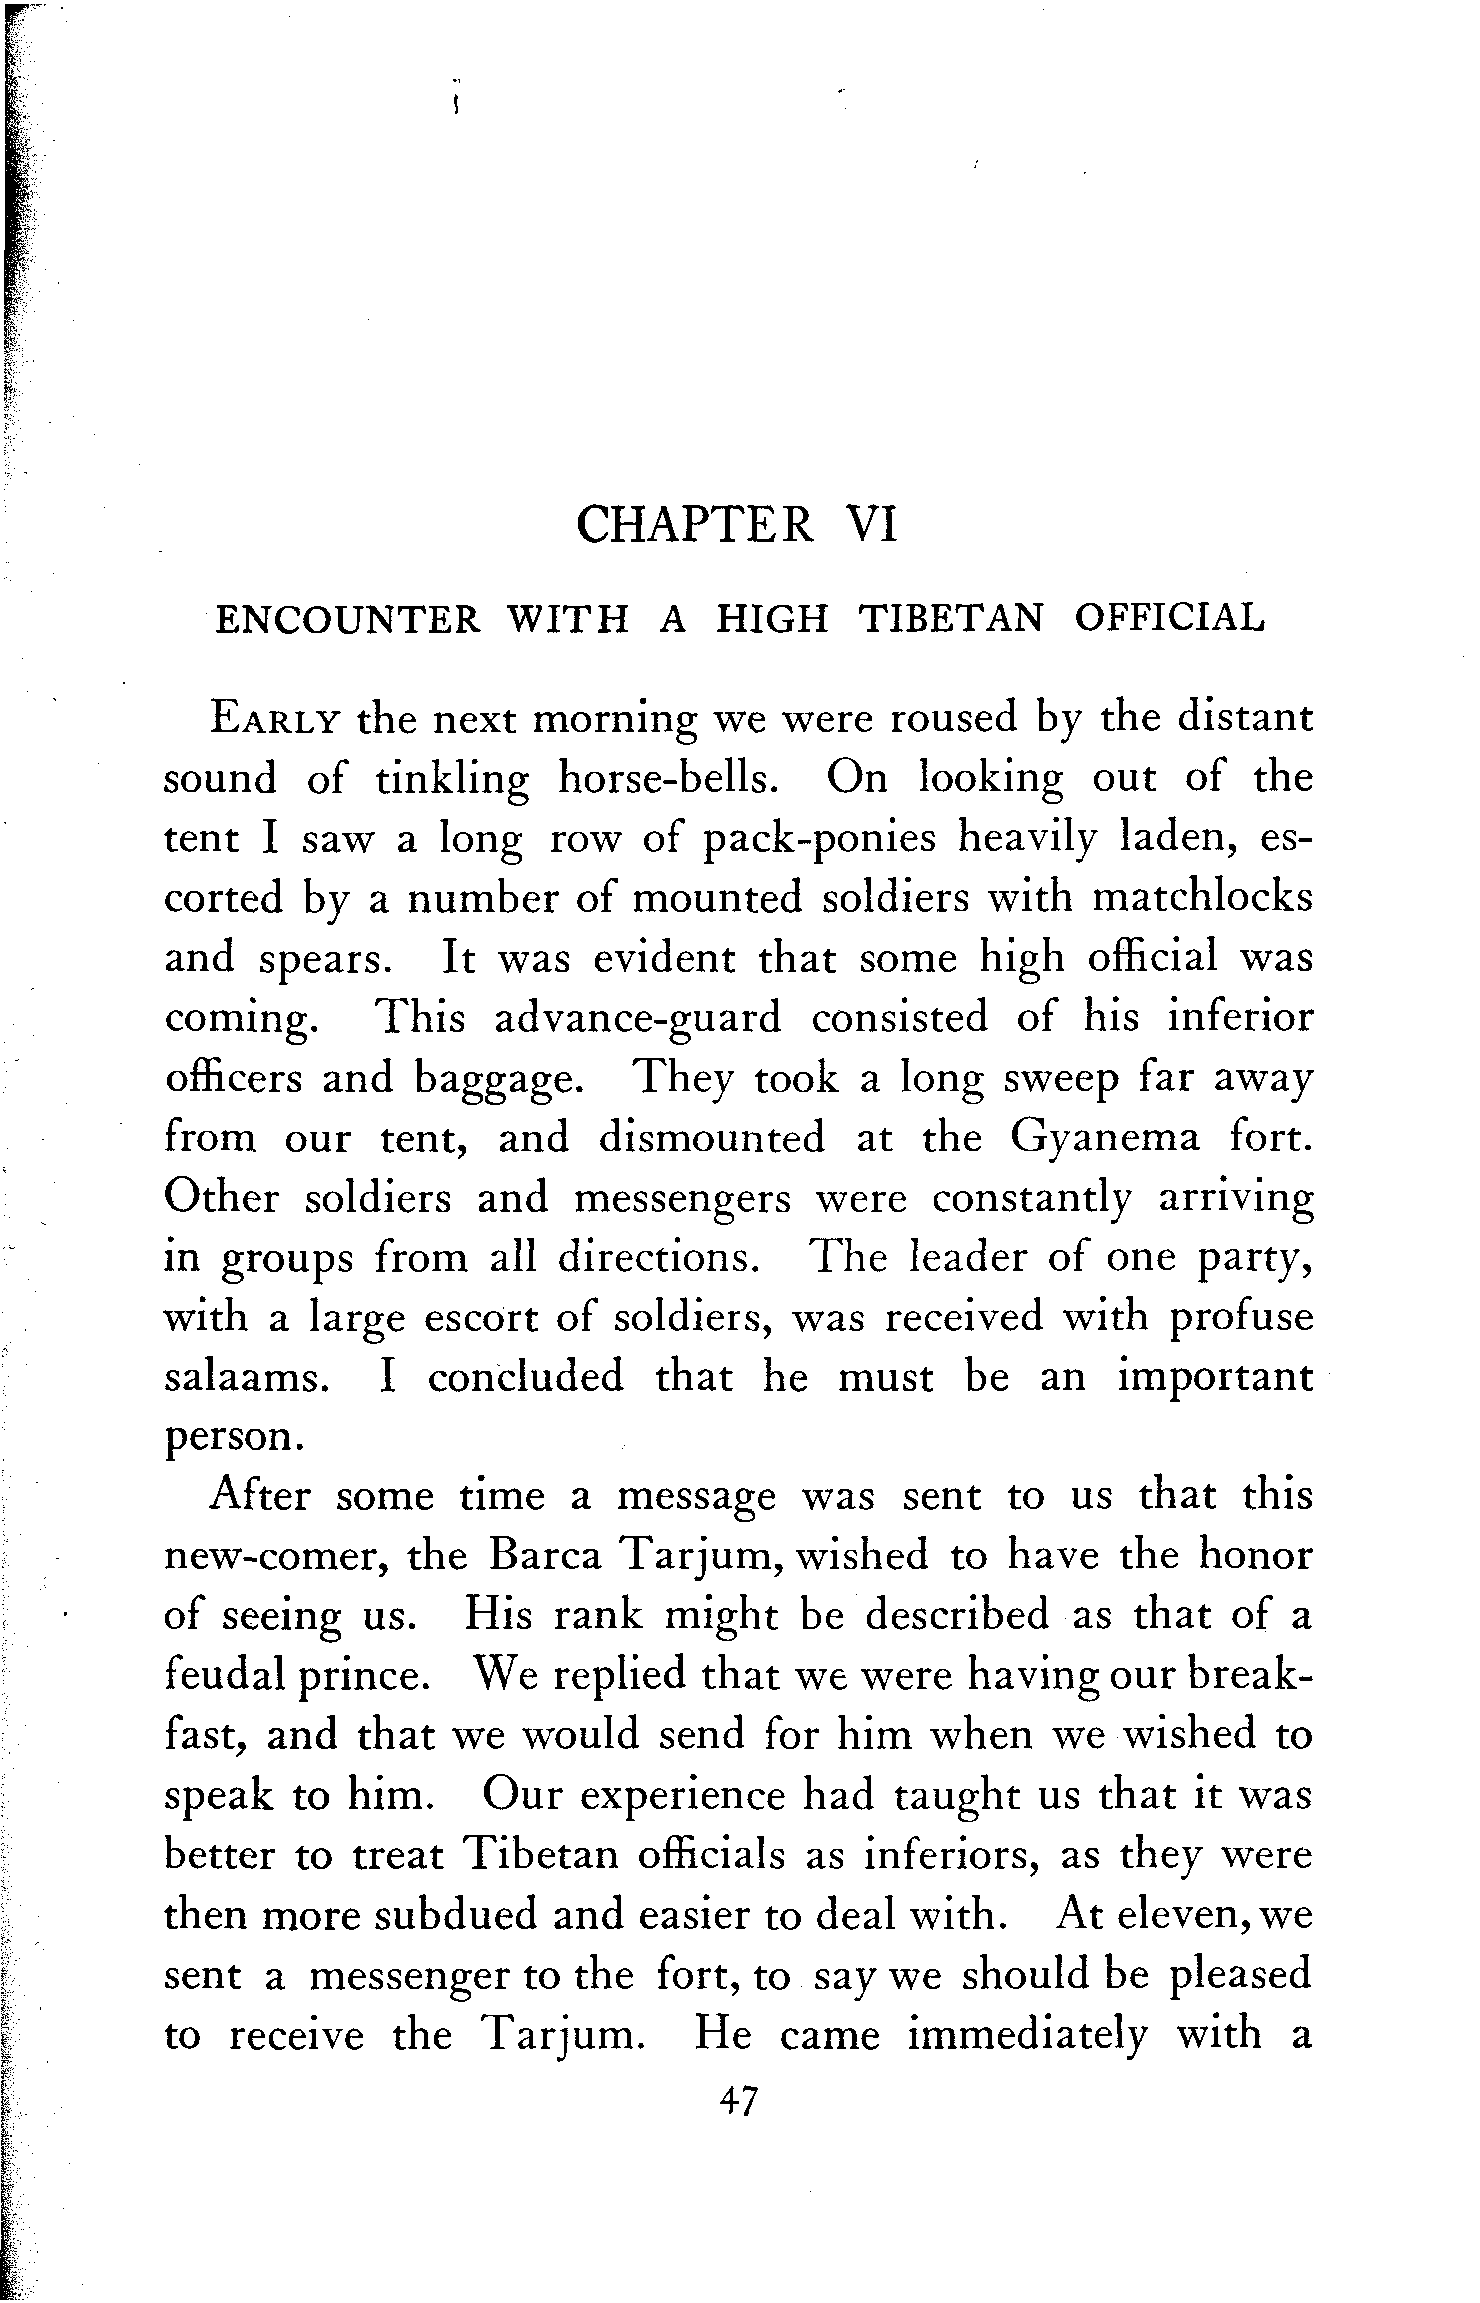 CHAPTER VI
ENCOUNTER WITH A HIGH TIBETAN OFFICIAL
EARLY the next morning we were roused by the distant
sound of tinkling horse-bells. On looking out of the
tent I saw a long row of pack-ponies heavily laden, es-
corted by a number of mounted soldiers with matchlocks
and spears. It was evident that some high official was
coming. This advance-guard consisted of his inferior
officers and baggage. They took a long sweep far away
from our tent, and dismounted at the Gyanema fort.
Other soldiers and messengers were constantly arriving
in groups from all directions. The leader of one party,
with a large escort of soldiers, was received with profuse
salaams. I concluded that he must be an important
person.
After some time a message was sent to us that this
new-comer, the Barca Tarjum, wished to have the honor
of seeing us. His rank might be described as that of a
feudal prince. We replied that we were having our break-
fast, and that we would send for him when we wished to
speak to him. Our experience had taught us that it was
better to treat Tibetan officials as inferiors, as they were
then more subdued and easier to deal with. At eleven, we
sent a messenger to the fort, to say we should be pleased
to receive the Tarjum. He came immediately with a
47